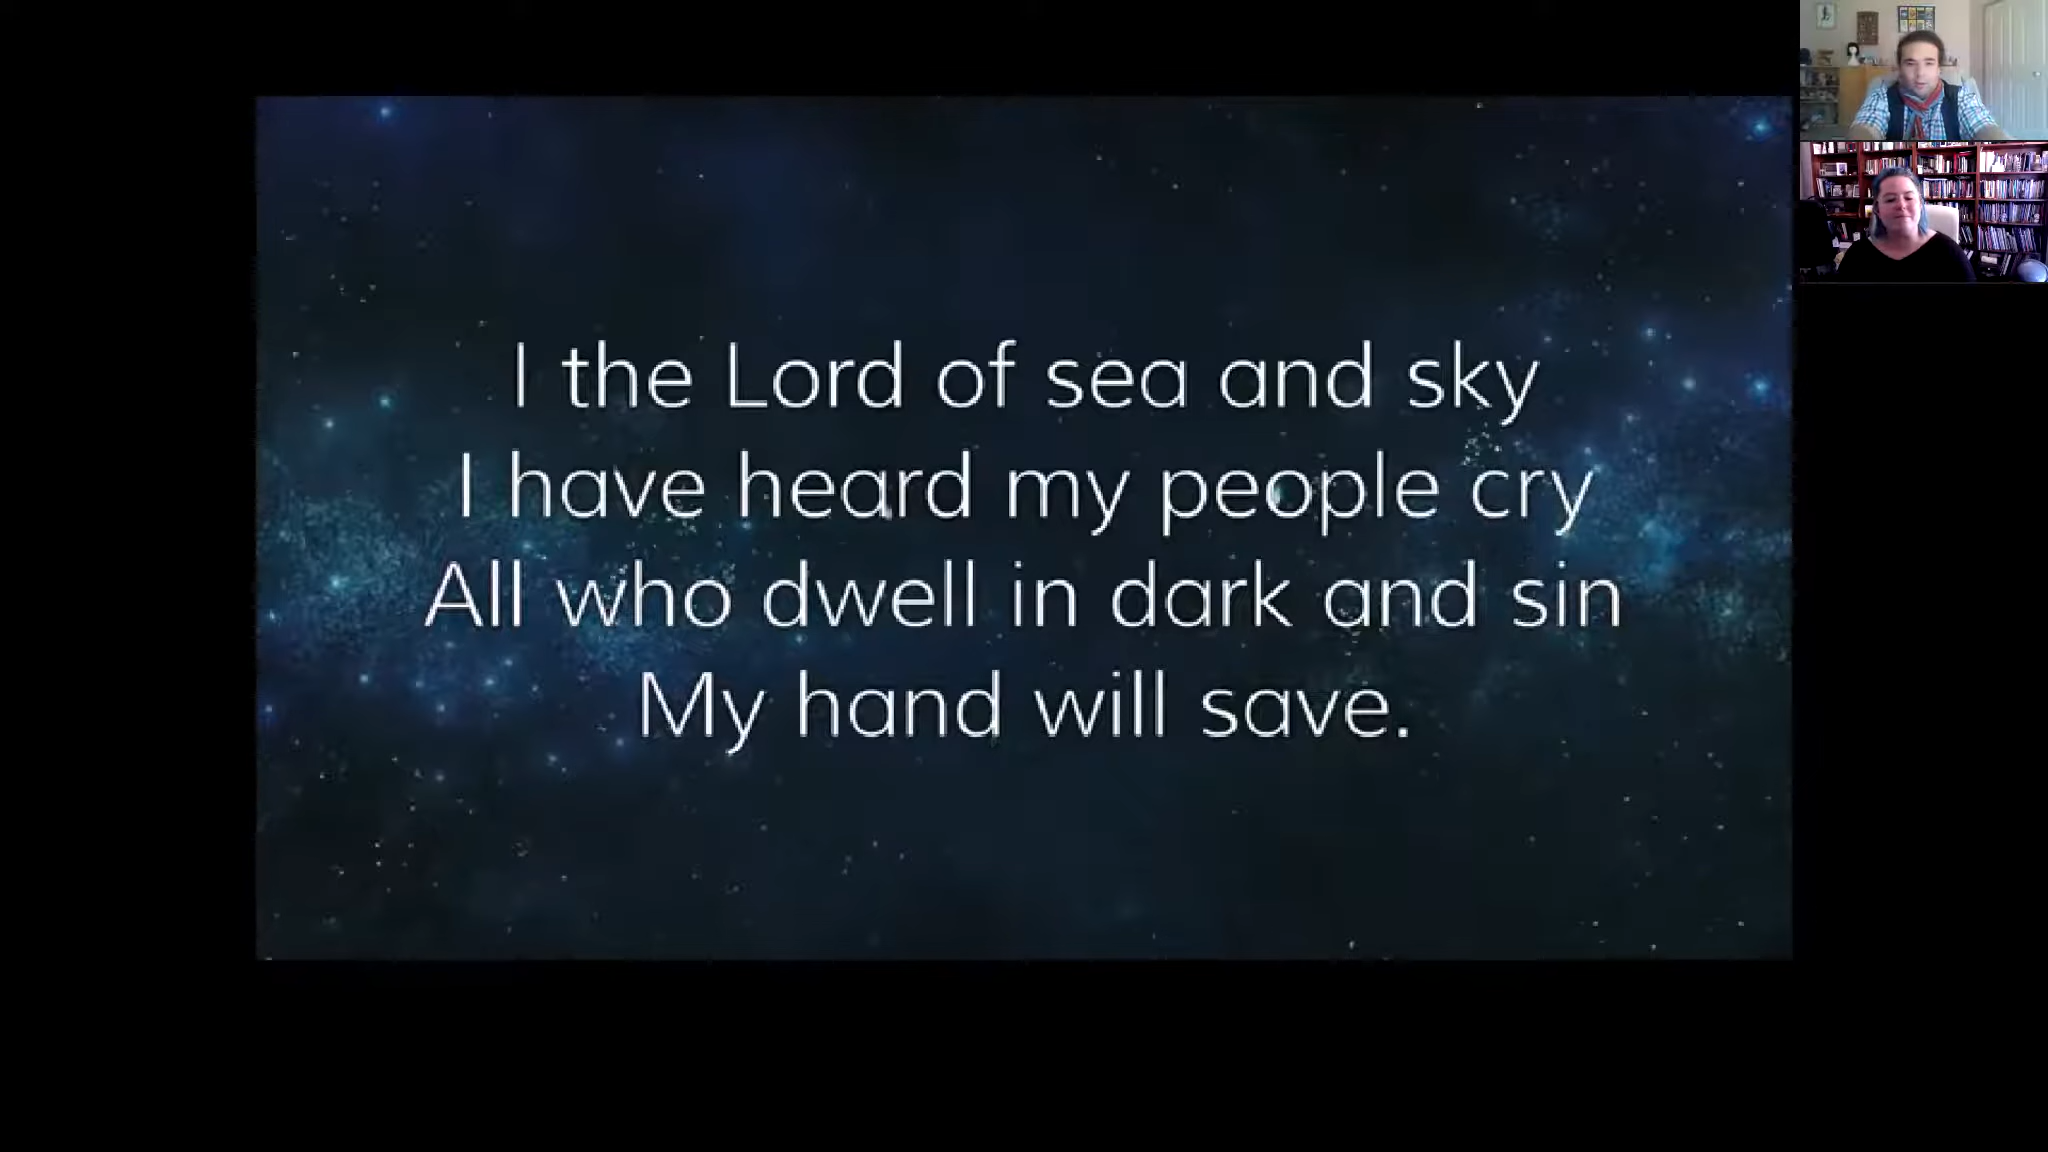 I the Lord of sea and sky
I have heard my people cry
All who dwell in dark and sin
My hand will save.